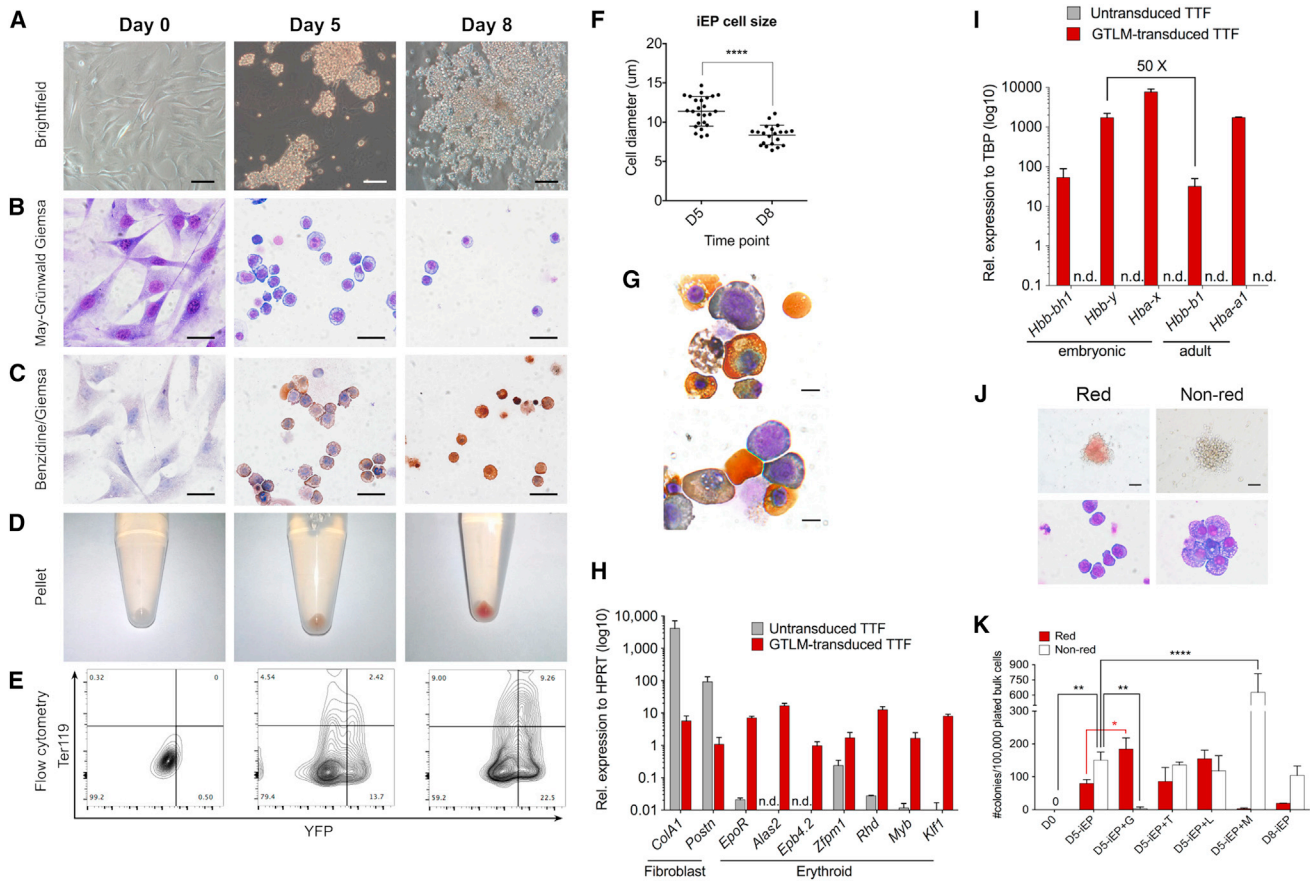 A
Day 0
Day 5
Day 8
Brightfield
B
May-Grünwald Giemsa
C
Benzidine/Giemsa
D
Pellet
E
Flow cytometry
Ter119
0.32
0
99.2
0.50
4.54
2.42
79.4
13.7
9.00
9.26
59.2
22.5
YFP
F
iEP cell size
Cell diameter (um)
20
15
10
5
0
****
D5
D8
Time point
G
H
Rel. expression to HPRT (log10)
10,000
1,000
100
10
1
0.1
0.01
Untransduced TTF
GTLM-transduced TTF
n.d.
n.d.
ColA1
Postn
EpoR
Alas2
Epb4.2
Zfpm1
Rhd
Myb
Klf1
Fibroblast
Erythroid
I
Untransduced TTF
GTLM-transduced TTF
Rel. expression to TBP (log10)
10000
1000
100
10
1
0.1
50 X
n.d.
n.d.
n.d.
n.d.
n.d.
Hbb-bh1
Hbb-y
Hba-x
Hbb-b1
Hba-a1
embryonic
adult
J
Red
Non-red
K
Red
Non-red
#colonies/100,000 plated bulk cells
900
750
600
300
200
100
0
0
**
*
**
****
D0
D5-iEP
D5-iEP+G
D5-iEP+T
D5-iEP+L
D5-iEP+M
D8-iEP